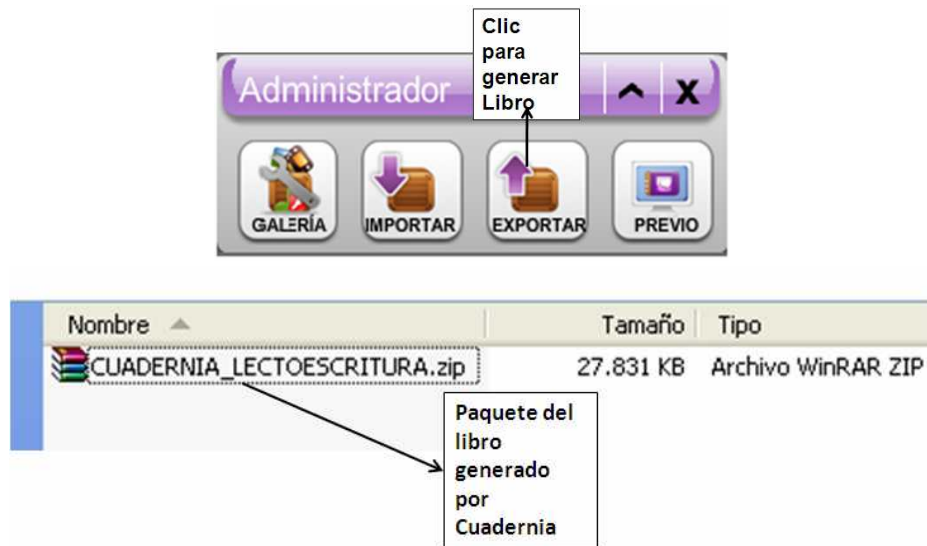 Clic
para
generar
Libro
Administrador
GALERÍA IMPORTAR EXPORTAR PREVIO
Nombre Tamaño Tipo
CUADERNIA_LECTOESCRITURA.zip 27.831 KB Archivo WinRAR ZIP
Paquete del
libro
generado
por
Cuadernia